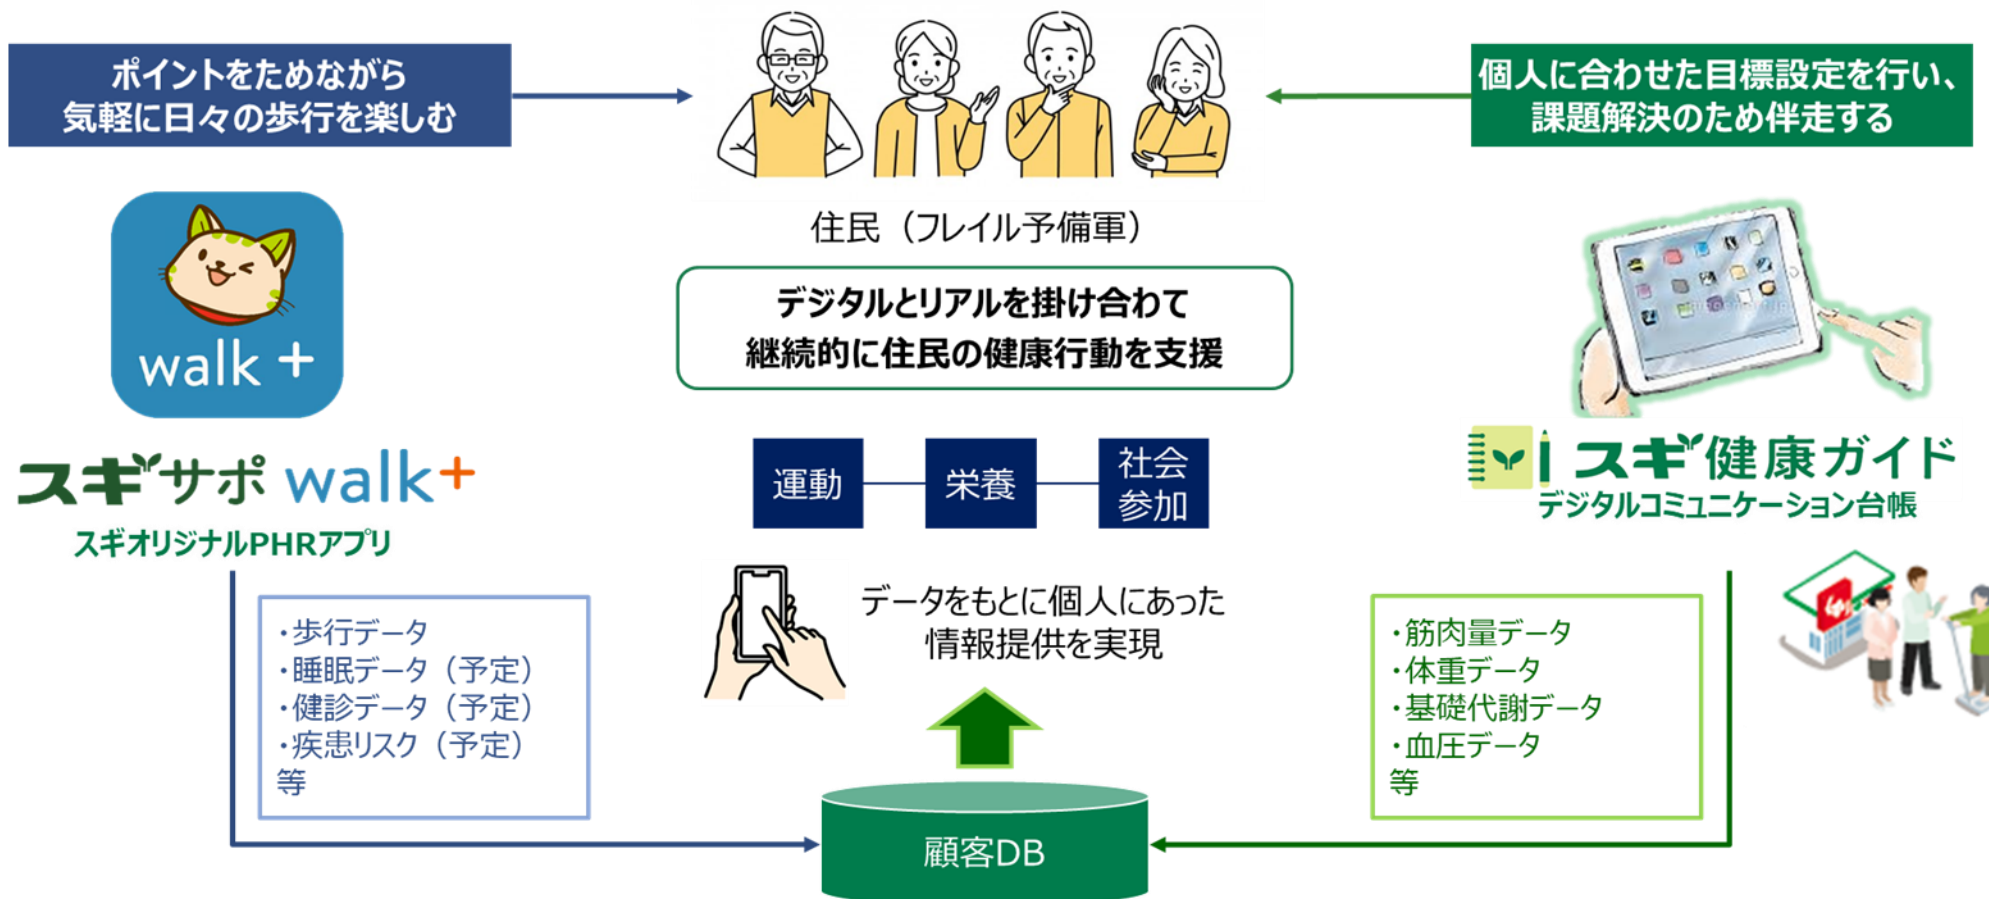 ポイントをためながら
気軽に日々の歩行を楽しむ
個人に合わせた目標設定を行い、
課題解決のため伴走する
住民（フレイル予備軍）
デジタルとリアルを掛け合わて
継続的に住民の健康行動を支援
walk +
スギサポ walk+
スギオリジナルPHRアプリ
運動
栄養
社会
参加
スギ健康ガイド
デジタルコミュニケーション台帳
データをもとに個人にあった
情報提供を実現
・歩行データ
・睡眠データ（予定）
・健診データ（予定）
・疾患リスク（予定）
等
・筋肉量データ
・体重データ
・基礎代謝データ
・血圧データ
等
顧客DB